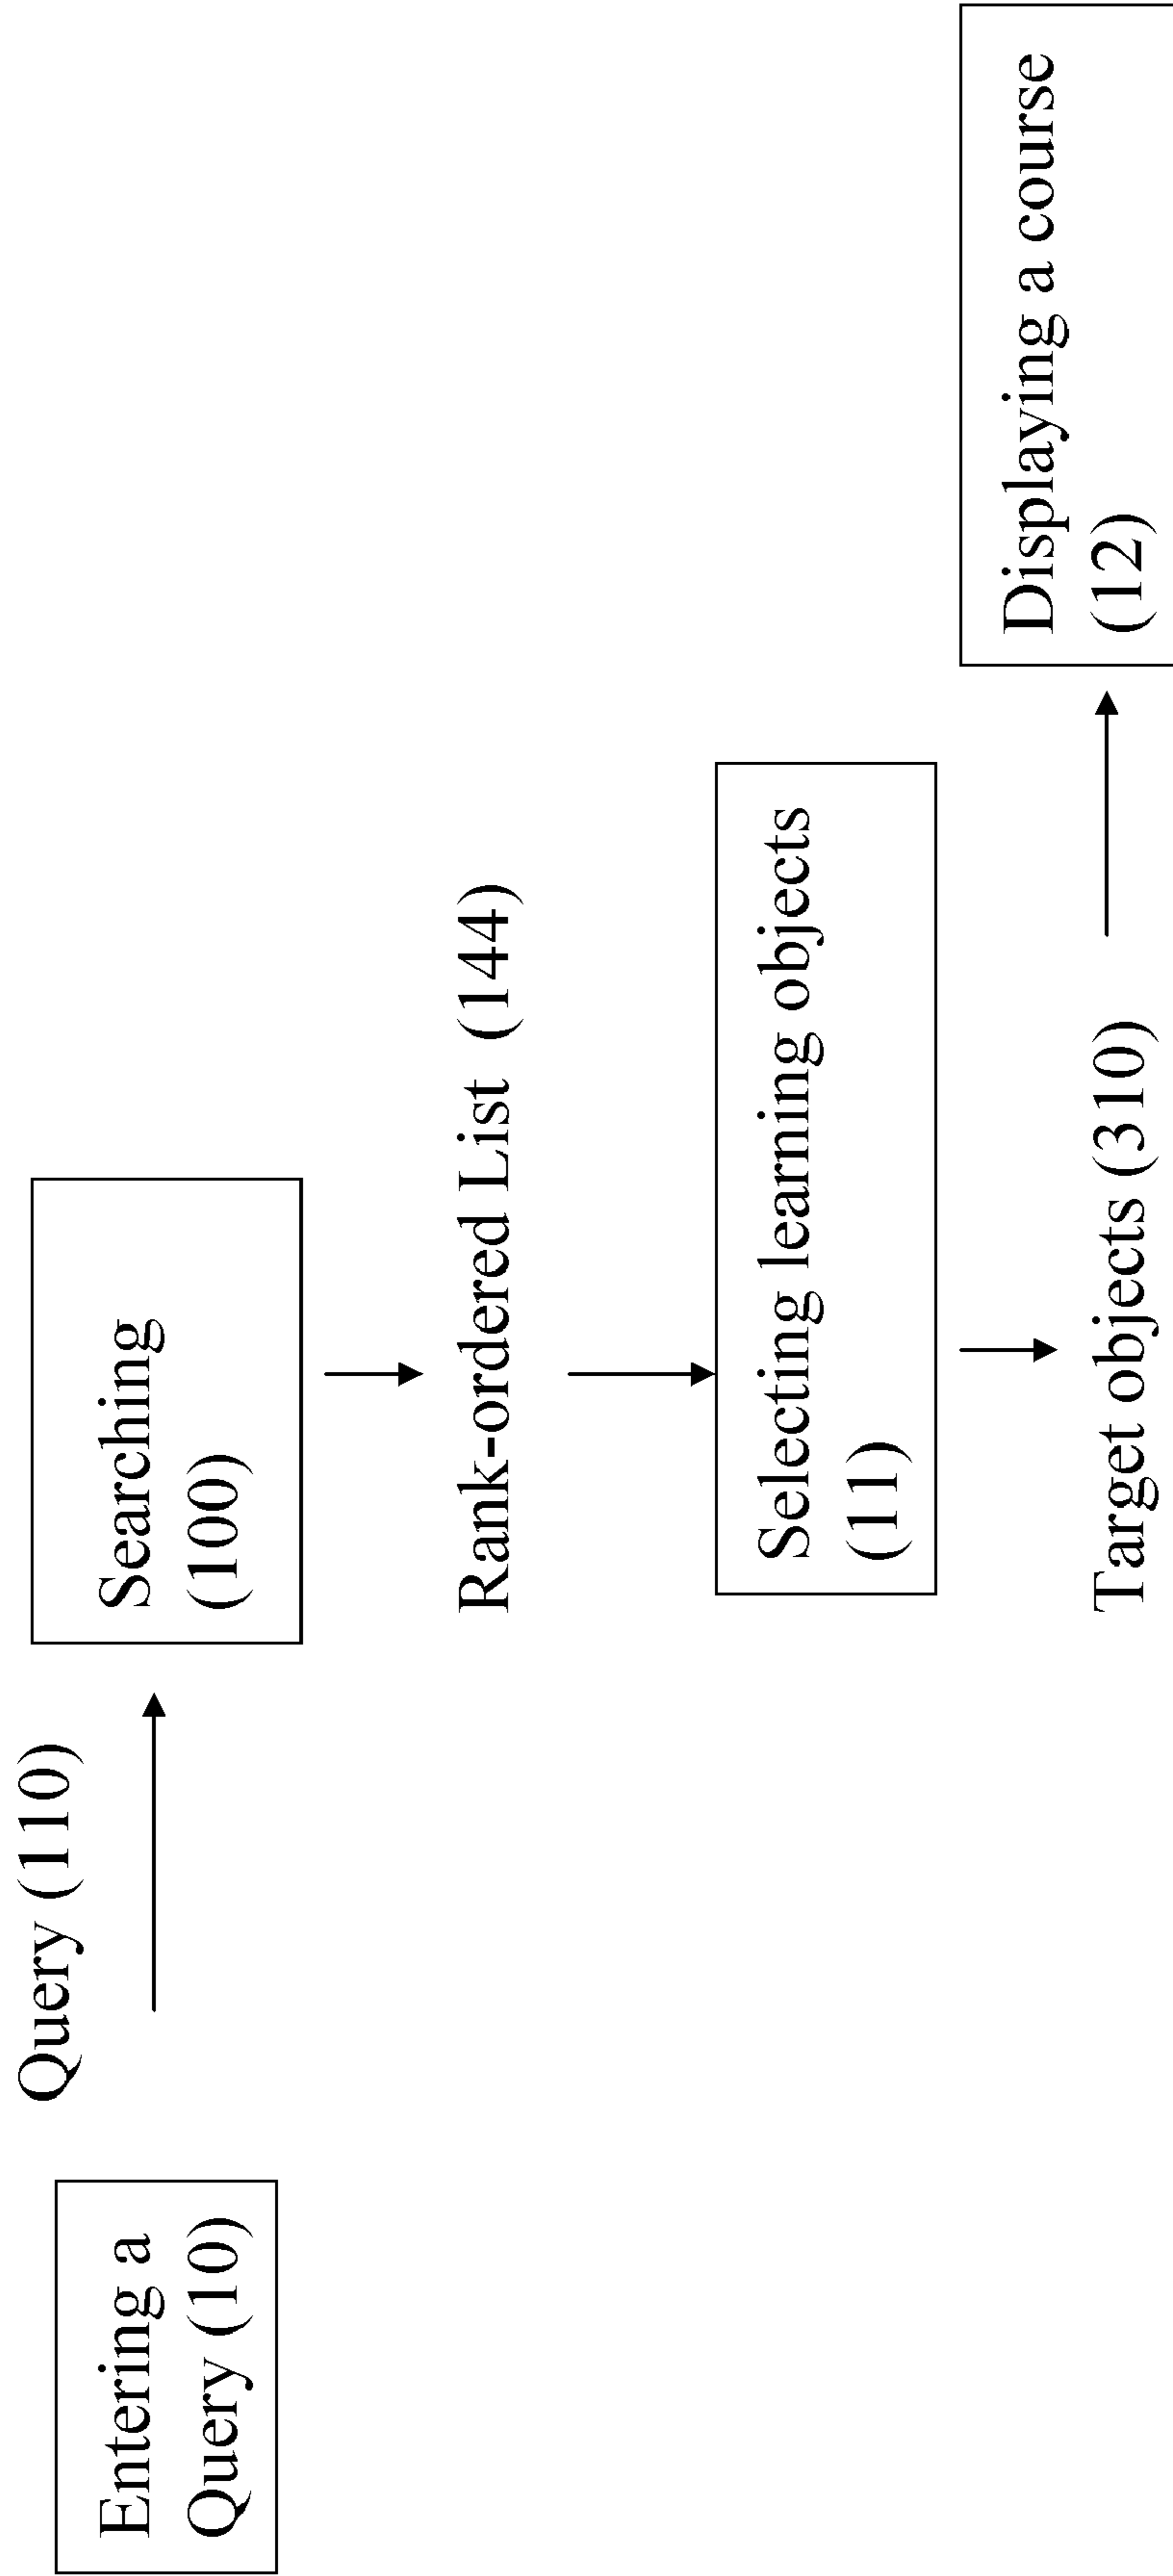 Entering a
Query (10)
Query (110)
Searching
(100)
Rank-ordered List (144)
Selecting learning objects
(11)
Target objects (310)
Displaying a course
(12)